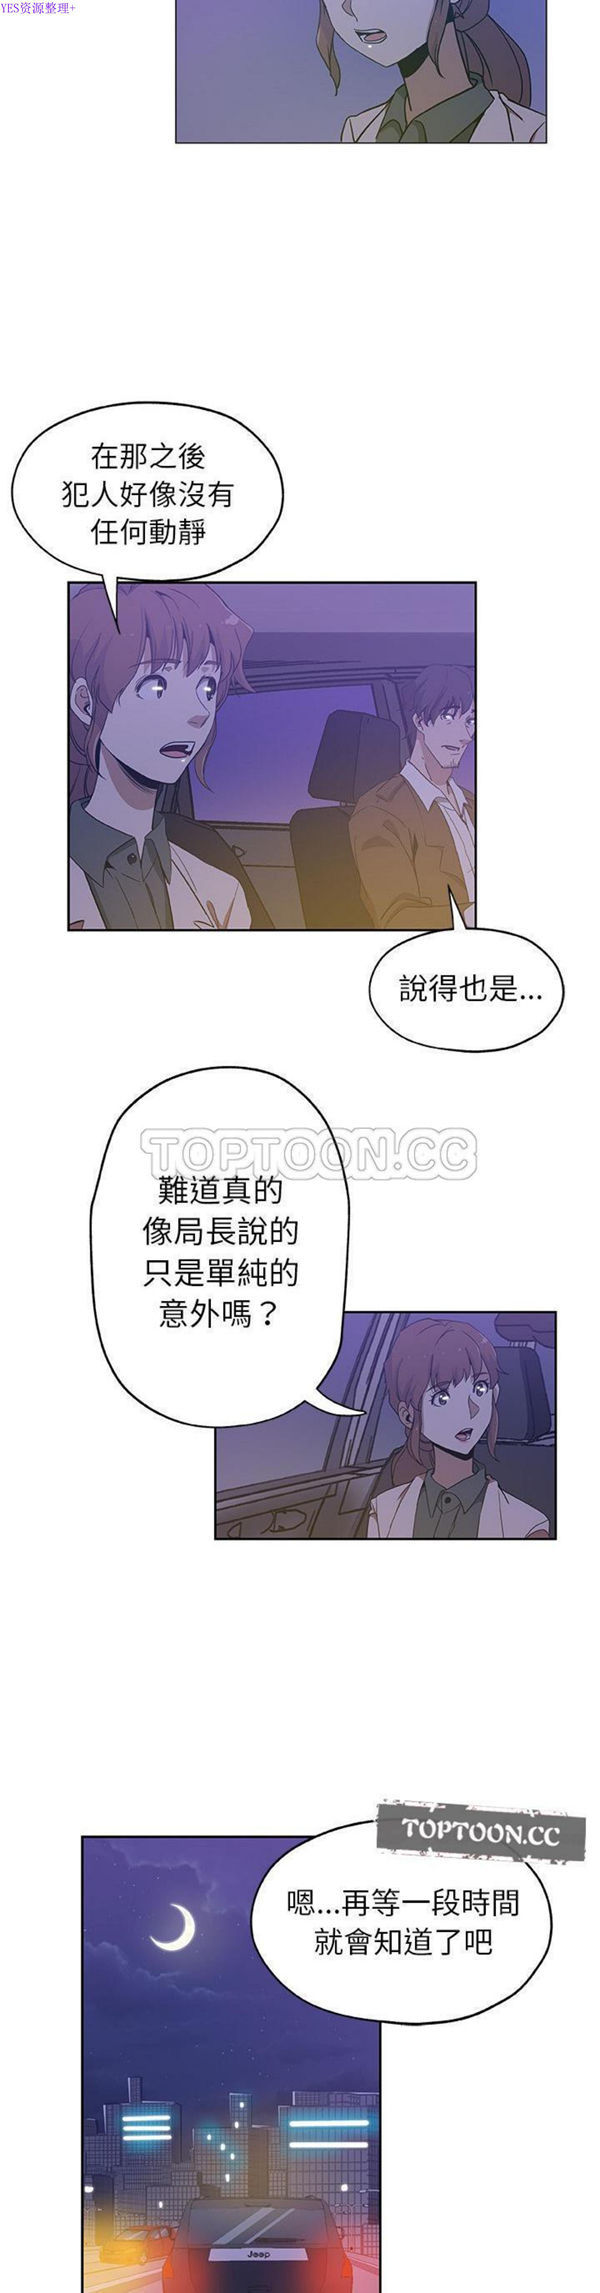 YES资源整理+
在那之後
犯人好像沒有
任何動靜
說得也是...
TOPTOON.CC
難道真的
像局長說的
只是單純的
意外嗎？
TOPTOON.CC
嗯...再等一段時間
就會知道了吧
Jeep